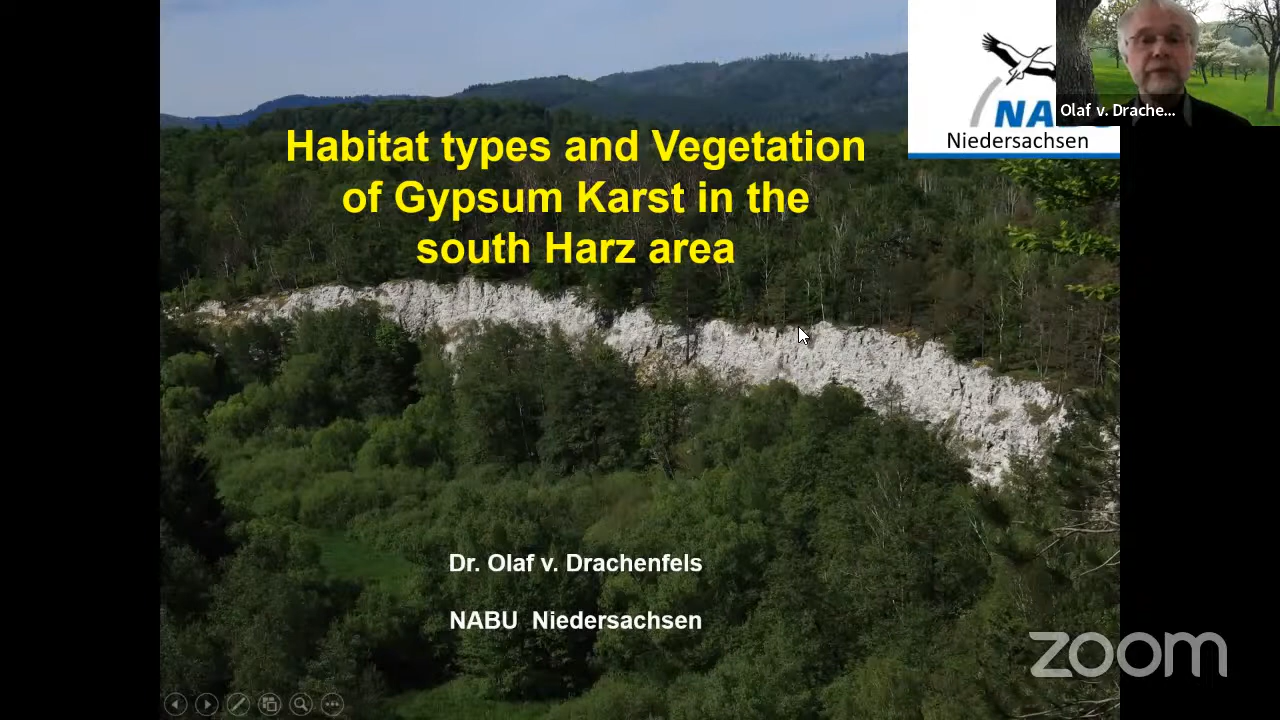 Habitat types and Vegetation
of Gypsum Karst in the
south Harz area
Dr. Olaf v. Drachenfels
NABU Niedersachsen
Niedersachsen
Olaf v. Drache...
zoom